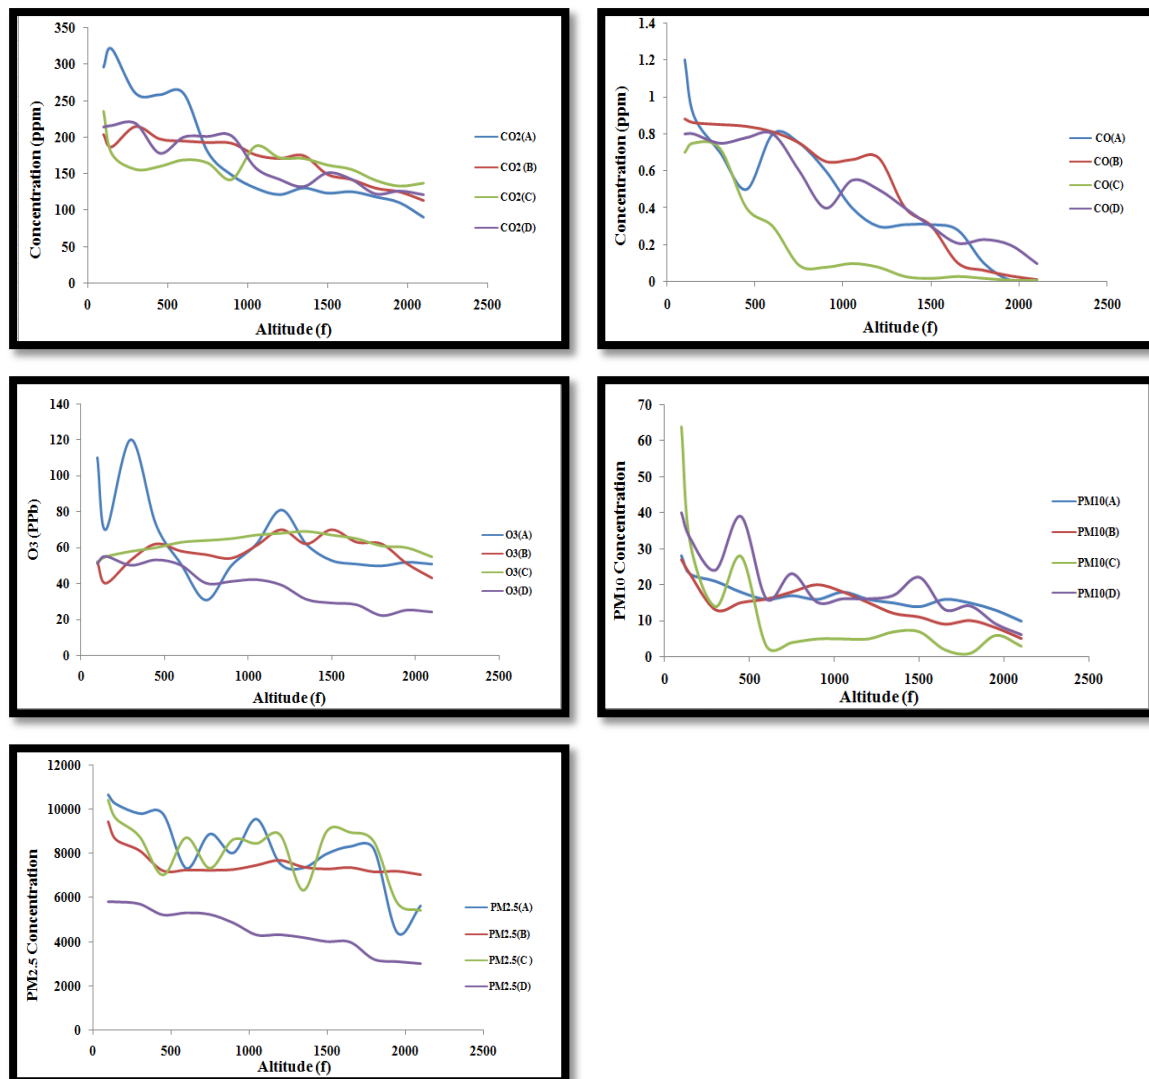 350
300
250
200
150
100
50
0
0 500 1000 1500 2000 2500
Concentration (ppm)
Altitude (f)
CO2(A)
CO2 (B)
CO2(C)
CO2(D)
1.4
1.2
1
0.8
0.6
0.4
0.2
0
0 500 1000 1500 2000 2500
Concentration (ppm)
Altitude (f)
CO(A)
CO(B)
CO(C)
CO(D)
140
120
100
80
60
40
20
0
0 500 1000 1500 2000 2500
O3 (PPb)
Altitude (f)
O3(A)
O3(B)
O3(C)
O3(D)
70
60
50
40
30
20
10
0
0 500 1000 1500 2000 2500
PM10 Concentration
Altitude (f)
PM10(A)
PM10(B)
PM10(C)
PM10(D)
12000
10000
8000
6000
4000
2000
0
0 500 1000 1500 2000 2500
PM2.5 Concentration
Altitude (f)
PM2.5(A)
PM2.5(B)
PM2.5(C )
PM2.5(D)